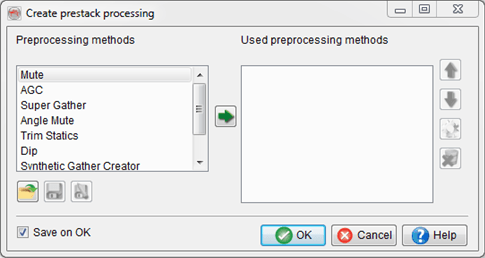 Create prestack processing
Preprocessing methods
Used preprocessing methods
Mute
AGC
Super Gather
Angle Mute
Trim Statics
Dip
Synthetic Gather Creator
Save on OK
OK
Cancel
Help